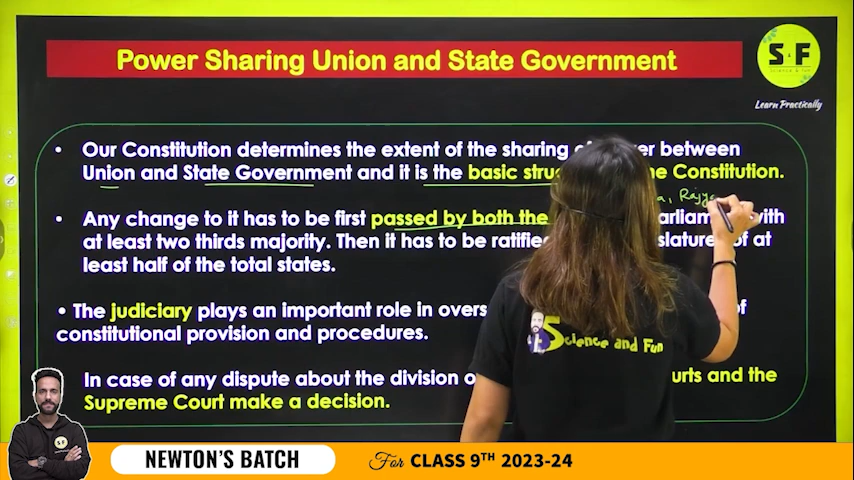 Power Sharing Union and State Government
S F
SCIENCE & FUN
Learn Practically
• Our Constitution determines the extent of the sharing between
Union and State Government and it is the basic Constitution.
, Rajya
• Any change to it has to be first passed by both the with
at least two thirds majority. Then it has to be of at
least half of the total states.
• The judiciary plays an important role in of
constitutional provision and procedures.
In case of any dispute about the division and the
Supreme Court make a decision.
Science and Fun
NEWTON'S BATCH For CLASS 9TH 2023-24